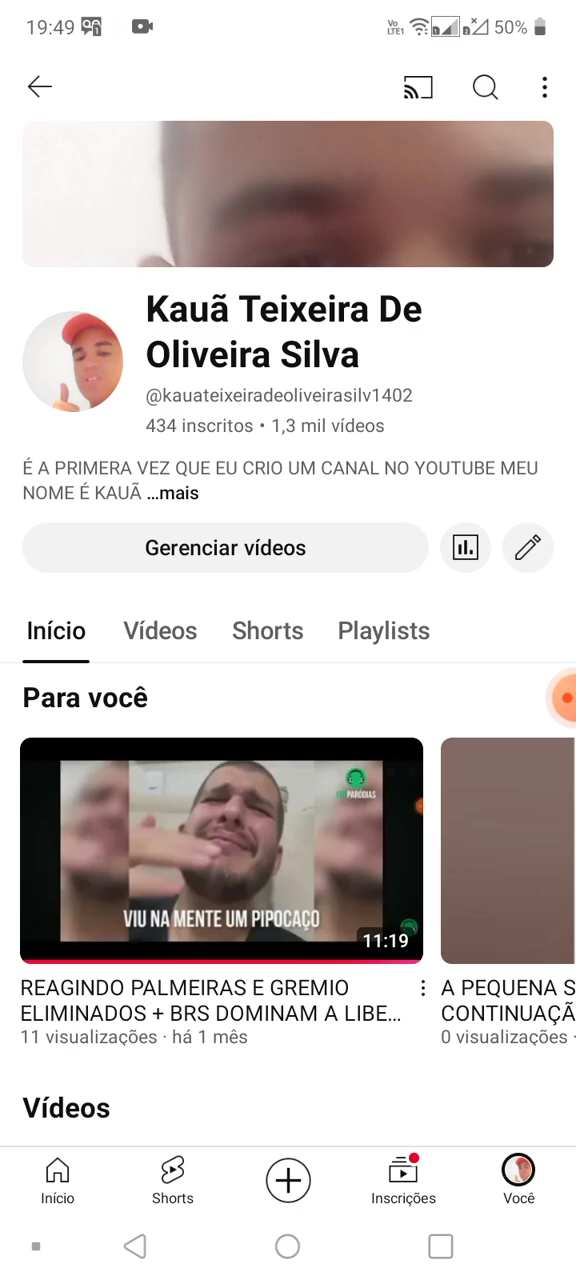 19:49
Vo
LTE1
50%
Kauã Teixeira De
Oliveira Silva
@kauateixeiradeoliveirasilv1402
434 inscritos • 1,3 mil vídeos
É A PRIMERA VEZ QUE EU CRIO UM CANAL NO YOUTUBE MEU
NOME É KAUÃ ...mais
Gerenciar vídeos
Início Vídeos Shorts Playlists
Para você
PARÓDIAS
VIU NA MENTE UM PIPOCAÇO
11:19
REAGINDO PALMEIRAS E GREMIO
ELIMINADOS + BRS DOMINAM A LIBE...
11 visualizações · há 1 mês
A PEQUENA S
CONTINUAÇÃ
0 visualizações ·
Vídeos
Início Shorts Inscrições Você